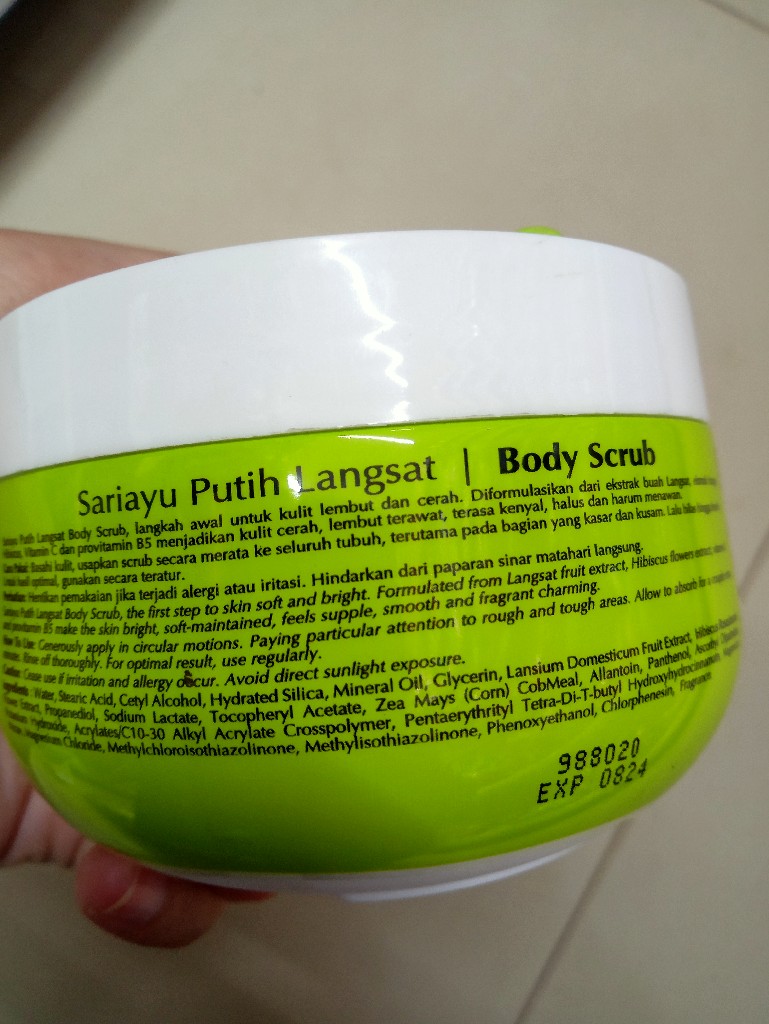 Sariayu Putih Langsat | Body Scrub
Putih Langsat Body Scrub, langkah awal untuk kulit lembut dan cerah. Diformulasikan dari ekstrak buah Langsat,
Vitamin C dan provitamin B5 menjadikan kulit cerah, lembut terawat, terasa kenyal, halus dan harum menawan.
Basahi kulit, usapkan scrub secara merata ke seluruh tubuh, terutama pada bagian yang kasar dan kusam. Lalu bilas
hasil optimal, gunakan secara teratur.
Hentikan pemakaian jika terjadi alergi atau iritasi. Hindarkan dari paparan sinar matahari langsung.
Putih Langsat Body Scrub, the first step to skin soft and bright. Formulated from Langsat fruit extract, Hibiscus flowers extract,
and provitamin B5 make the skin bright, soft-maintained, feels supple, smooth and fragrant charming.
How To Use: Generously apply in circular motions. Paying particular attention to rough and tough areas. Allow to absorb for a
Rinse off thoroughly. For optimal result, use regularly.
Caution: Cease use if irritation and allergy occur. Avoid direct sunlight exposure.
Water, Stearic Acid, Cetyl Alcohol, Hydrated Silica, Mineral Oil, Glycerin, Lansium Domesticum Fruit Extract, Hibiscus
Extract, Propanediol, Sodium Lactate, Tocopheryl Acetate, Zea Mays (Corn) CobMeal, Allantoin, Panthenol,
Hydroxide, Acrylates/C10-30 Alkyl Acrylate Crosspolymer, Pentaerythrityl Tetra-Di-T-butyl Hydroxyhydrocinnamate,
Chloride, Methylchloroisothiazolinone, Methylisothiazolinone, Phenoxyethanol, Chlorphenesin, Fragrance
988020
EXP 0824